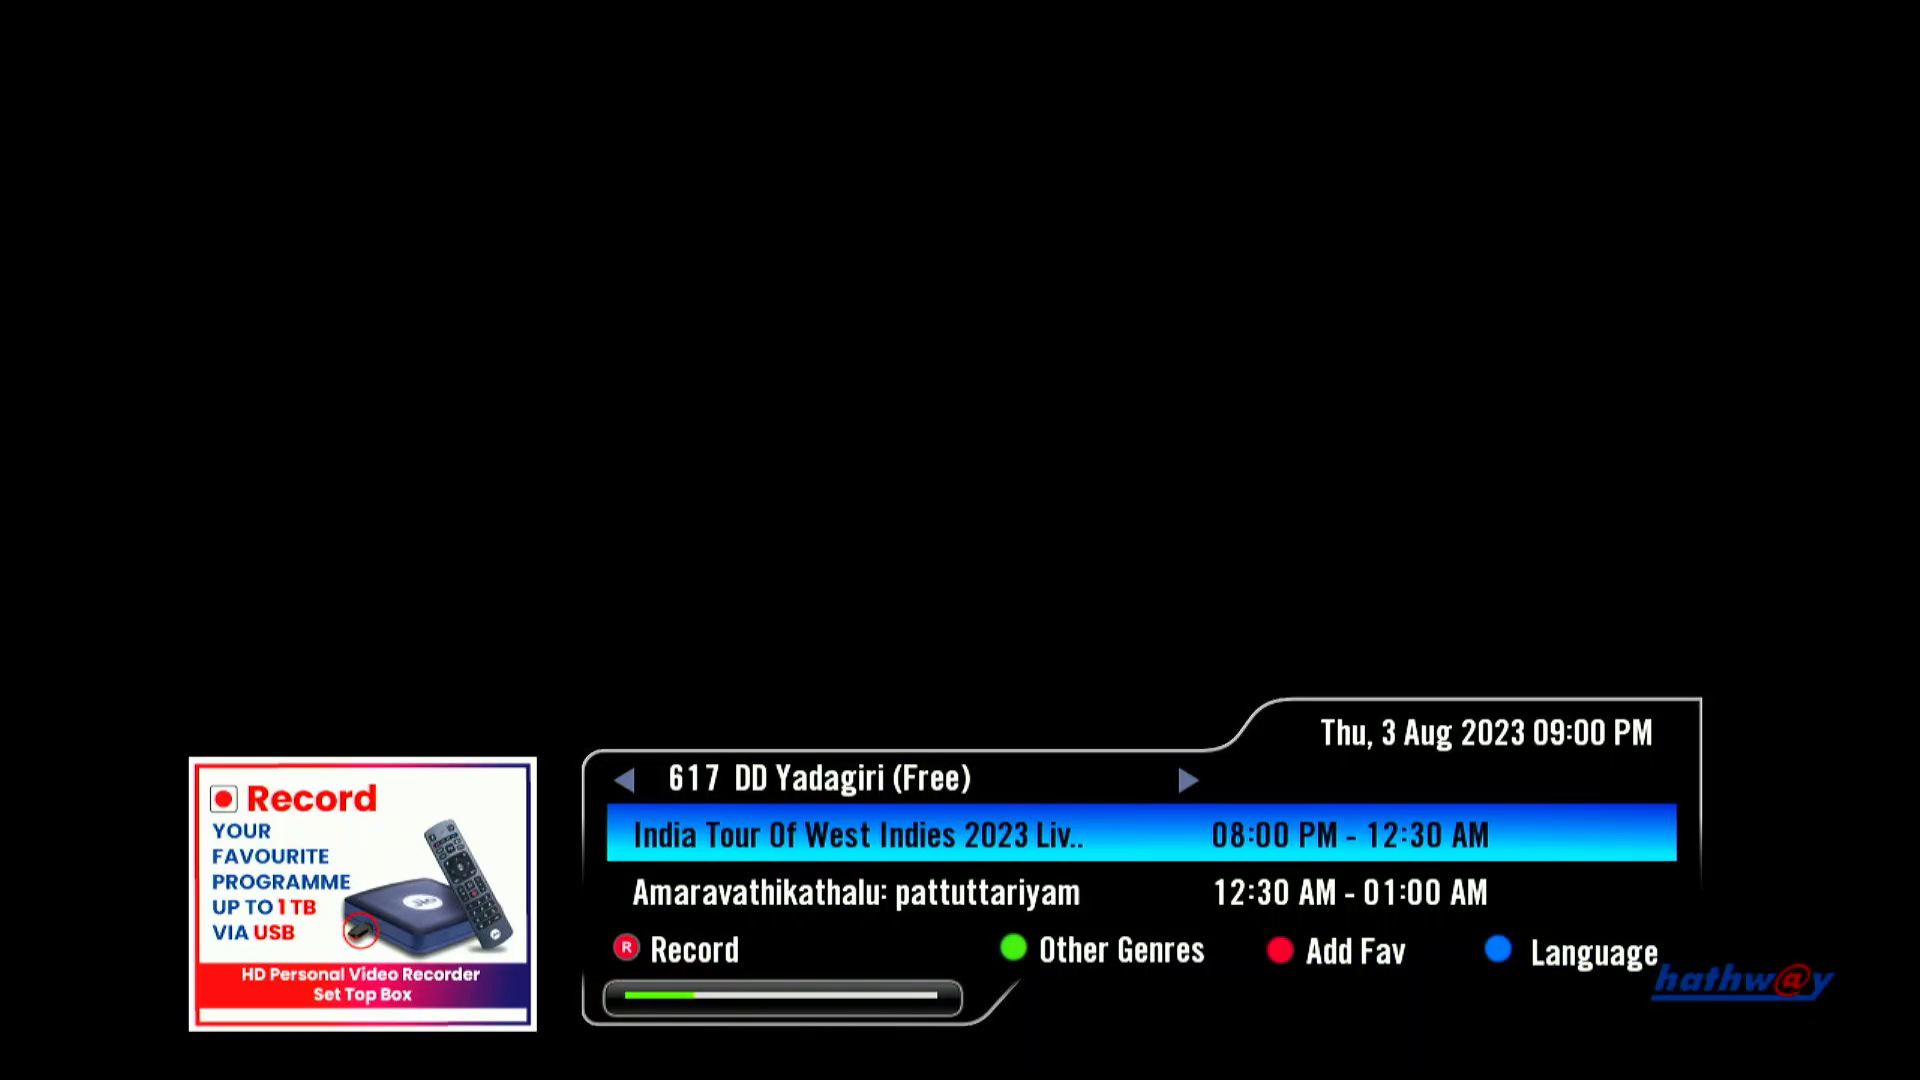 Thu, 3 Aug 2023 09:00 PM
617 DD Yadagiri (Free)
India Tour Of West Indies 2023 Liv.. 08:00 PM - 12:30 AM
Amaravathikathalu: pattuttariyam 12:30 AM - 01:00 AM
R Record Other Genres Add Fav Language
hathw@y
Record
YOUR
FAVOURITE
PROGRAMME
UP TO 1 TB
VIA USB
Jio
HD Personal Video Recorder
Set Top Box